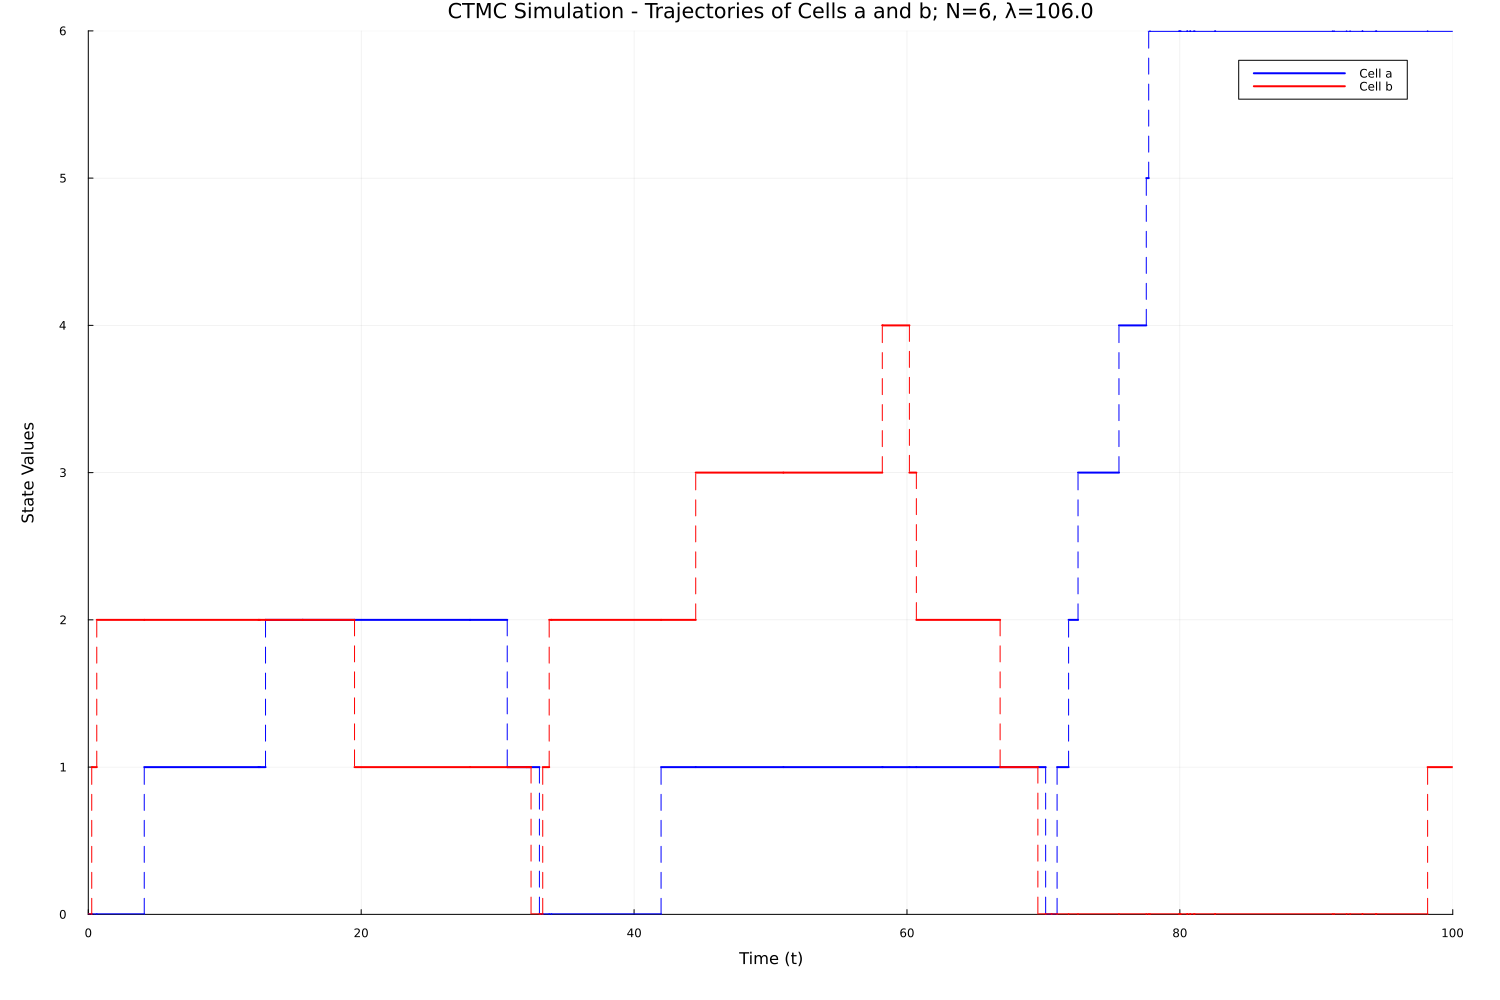 CTMC Simulation - Trajectories of Cells a and b; N=6, λ=106.0
6
Cell a
Cell b
5
4
State Values
3
2
1
0
0 20 40 60 80 100
Time (t)